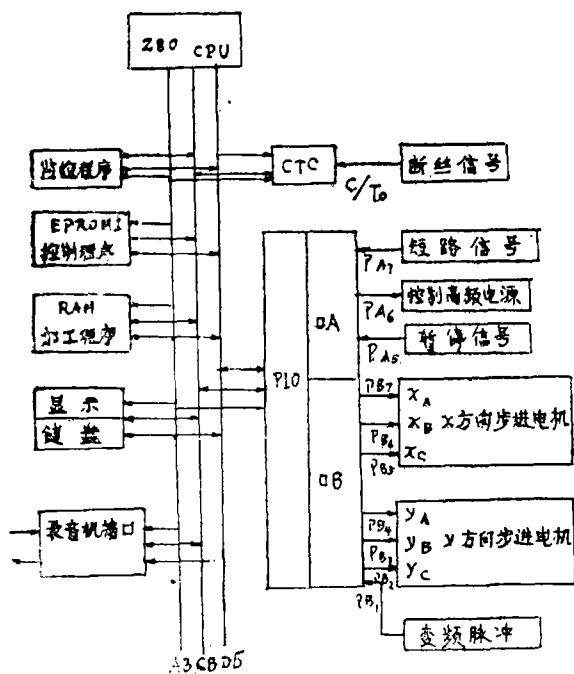 Z80 CPU
监控程序
CTC
断丝信号
C/T0
EPROM1
控制程序
RAM
加工程序
显示
键盘
录音机端口
PIO
口A
口B
PA7
短路信号
PA6
控制高频电源
PA5
暂停信号
PB7
XA
PB6
XB X方向步进电机
PB5
XC
PB4
YA
PB3
YB Y方向步进电机
PB2
YC
PB1
变频脉冲
AB CB DB